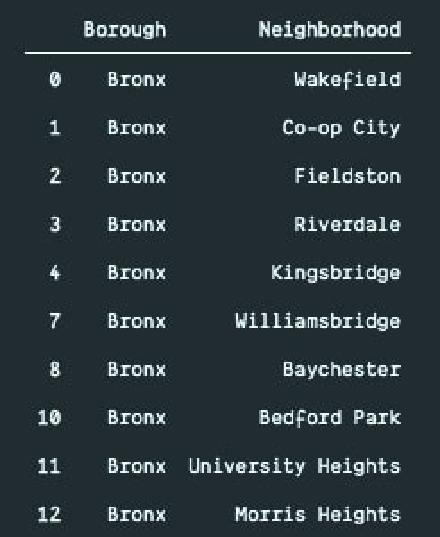 Borough Neighborhood
0 Bronx Wakefield
1 Bronx Co-op City
2 Bronx Fieldston
3 Bronx Riverdale
4 Bronx Kingsbridge
7 Bronx Williamsbridge
8 Bronx Baychester
10 Bronx Bedford Park
11 Bronx University Heights
12 Bronx Morris Heights